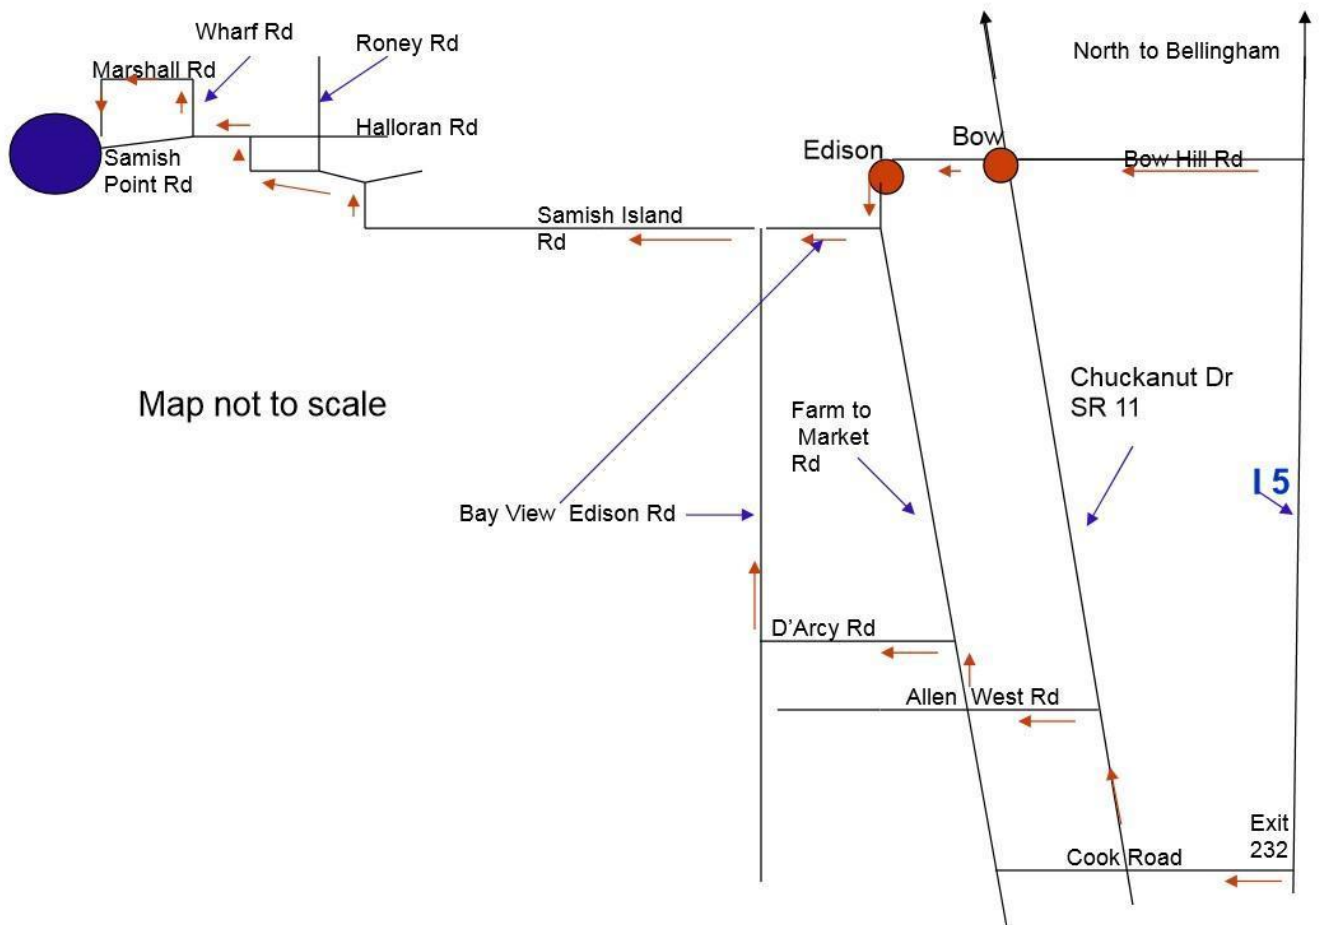 Wharf Rd
Roney Rd
North to Bellingham
Marshall Rd
Halloran Rd
Bow
Edison
Bow Hill Rd
Samish
Point Rd
Samish Island
Rd
Chuckanut Dr
SR 11
Map not to scale
Farm to
Market
Rd
I 5
Bay View Edison Rd
D'Arcy Rd
Allen West Rd
Exit
232
Cook Road